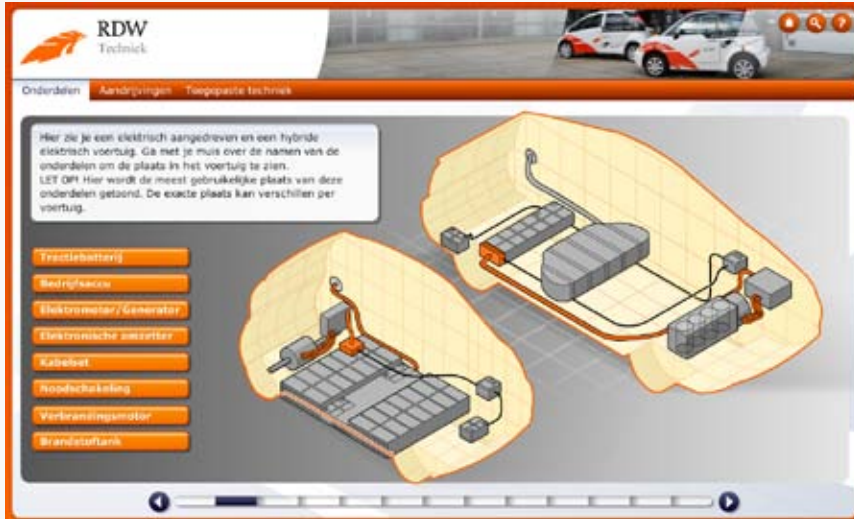 RDW
Techniek
Onderdelen Aandrijvingen Toegepaste techniek
Hier zie je een elektrisch aangedreven en een hybride
elektrisch voertuig. Ga met je muis over de namen van de
onderdelen om de plaats in het voertuig te zien.
LET OP! Hier wordt de meest gebruikelijke plaats van deze
onderdelen getoond. De exacte plaats kan verschillen per
voertuig.
Tractiebatterij
Bedrijfsaccu
Elektromotor/Generator
Elektronische omzetter
Kabelset
Noodschakeling
Verbrandingsmotor
Brandstoftank